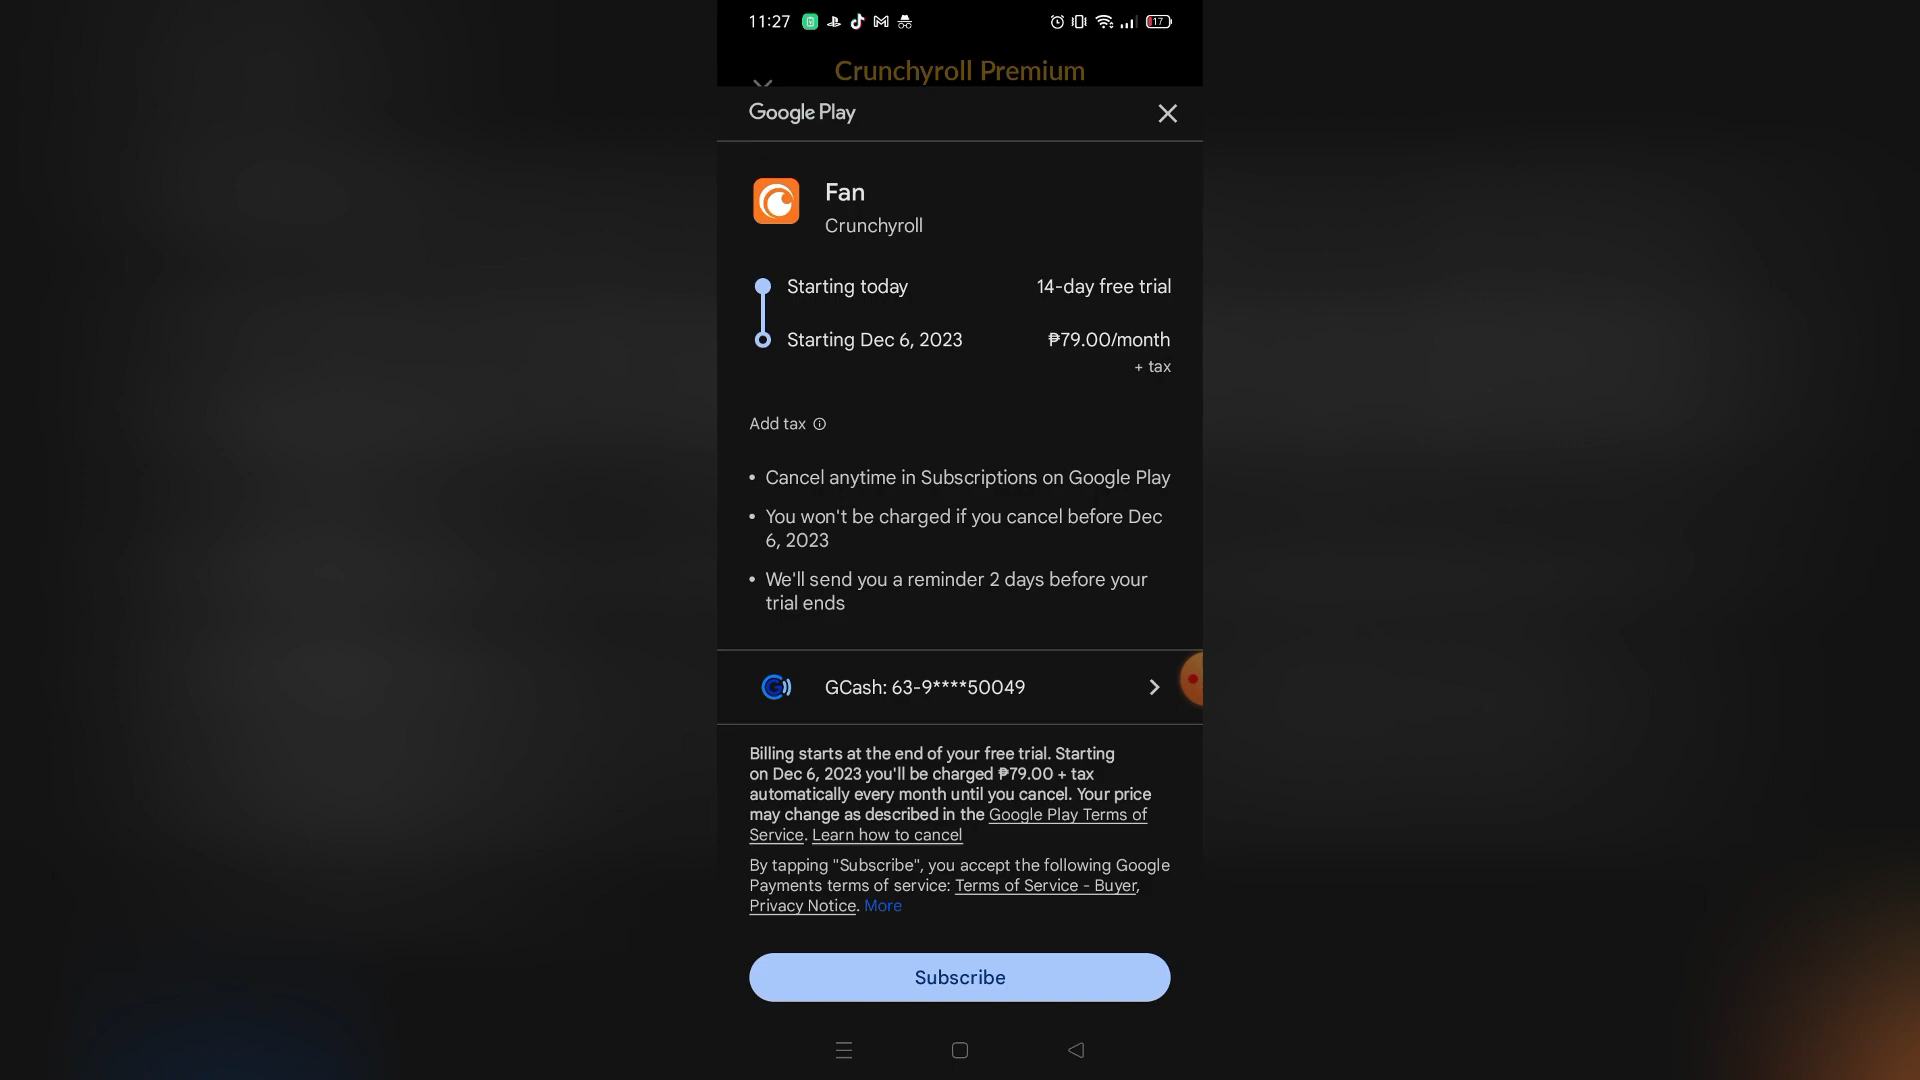 11:27
17
Crunchyroll Premium
Google Play
Fan
Crunchyroll
Starting today 14-day free trial
Starting Dec 6, 2023 ₱79.00/month
+ tax
Add tax
• Cancel anytime in Subscriptions on Google Play
• You won't be charged if you cancel before Dec
6, 2023
• We'll send you a reminder 2 days before your
trial ends
GCash: 63-9****50049
Billing starts at the end of your free trial. Starting
on Dec 6, 2023 you'll be charged ₱79.00 + tax
automatically every month until you cancel. Your price
may change as described in the Google Play Terms of
Service. Learn how to cancel
By tapping "Subscribe", you accept the following Google
Payments terms of service: Terms of Service - Buyer,
Privacy Notice. More
Subscribe